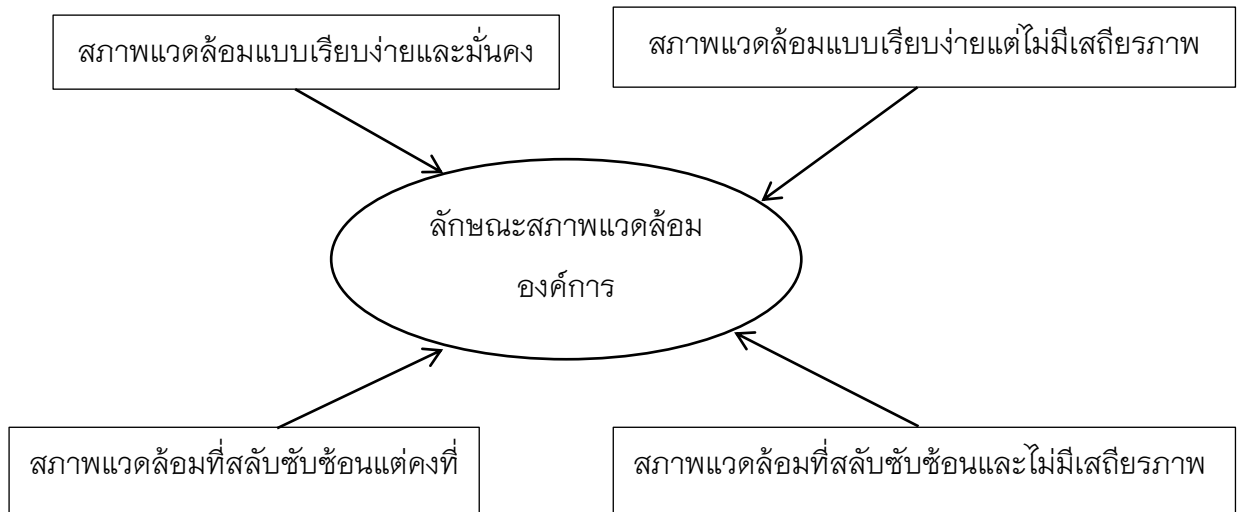 สภาพแวดล้อมแบบเรียบง่ายและมั่นคง
สภาพแวดล้อมแบบเรียบง่ายแต่ไม่มีเสถียรภาพ
ลักษณะสภาพแวดล้อม
องค์การ
สภาพแวดล้อมที่สลับซับซ้อนแต่คงที่
สภาพแวดล้อมที่สลับซับซ้อนและไม่มีเสถียรภาพ